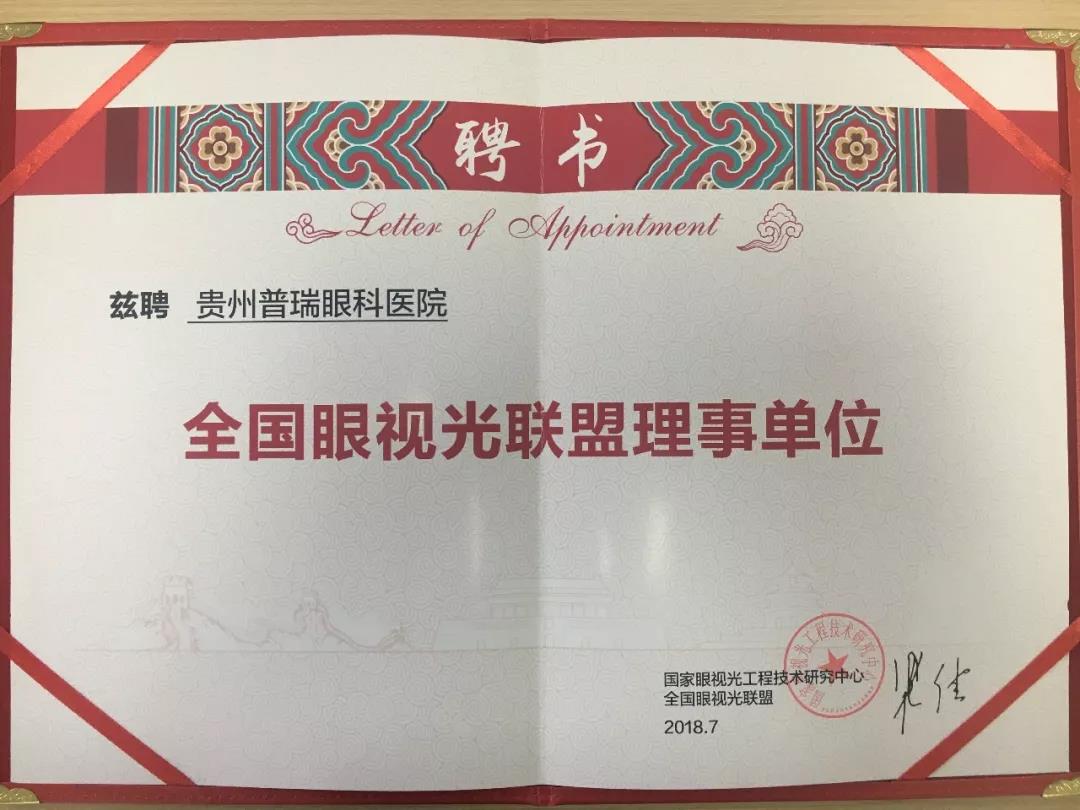 聘书
Letter of Appointment
兹聘 贵州普瑞眼科医院
全国眼视光联盟理事单位
国家眼视光工程技术研究中心
全国眼视光联盟
2018.7